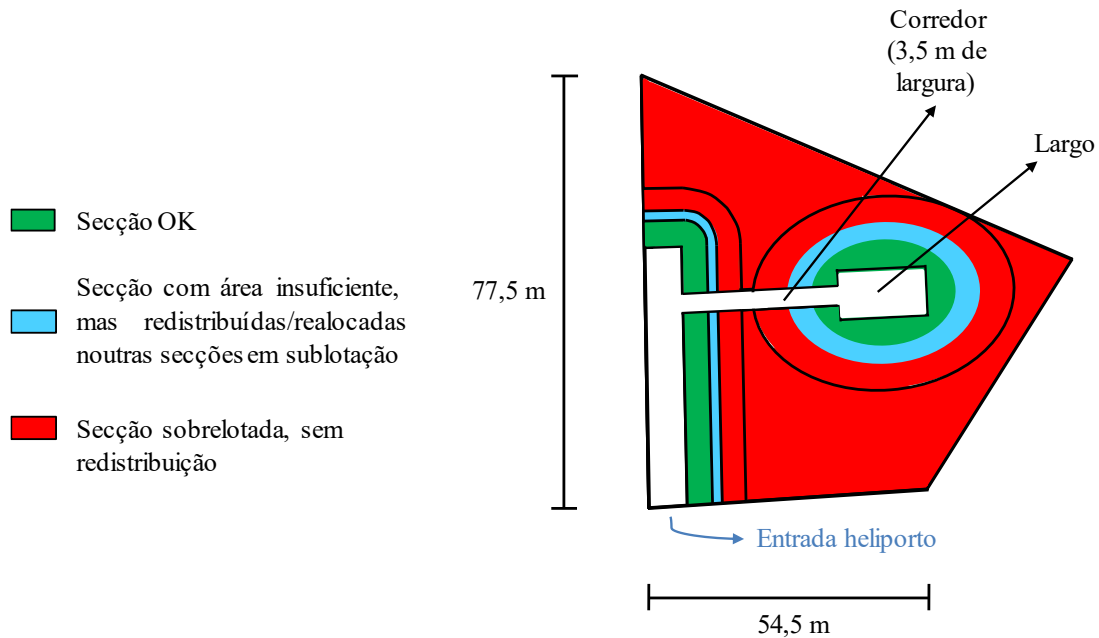 Corredor
(3,5 m de
largura)
Largo
Secção OK
Secção com área insuficiente,
mas redistribuídas/realocadas
noutras secções em sublotação
Secção sobrelotada, sem
redistribuição
77,5 m
Entrada heliporto
54,5 m